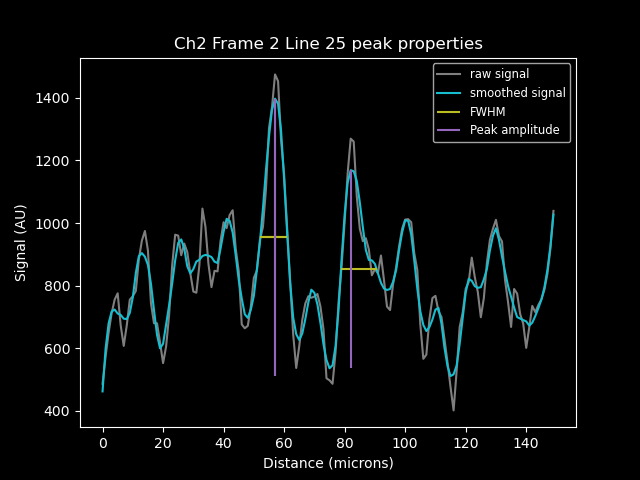 Ch2 Frame 2 Line 25 peak properties
raw signal
smoothed signal
FWHM
Peak amplitude
Signal (AU)
1400
1200
1000
800
600
400
0 20 40 60 80 100 120 140
Distance (microns)